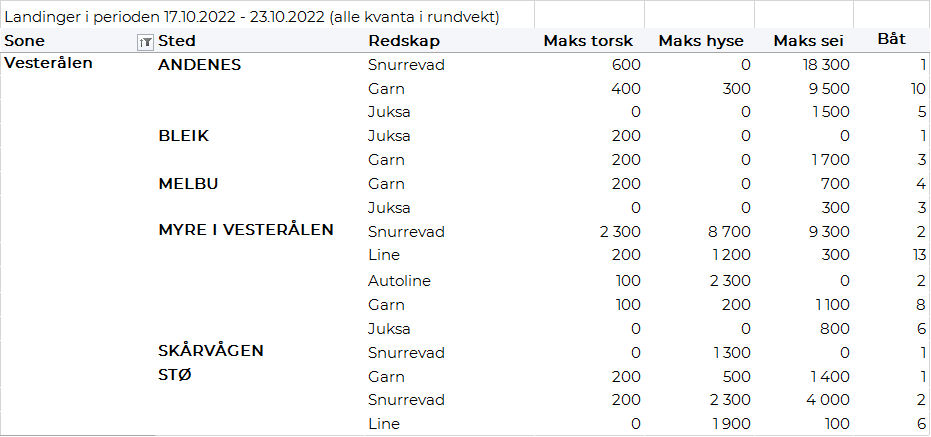 Landinger i perioden 17.10.2022 - 23.10.2022 (alle kvanta i rundvekt)
Sone Sted Redskap Maks torsk Maks hyse Maks sei Båt
Vesterålen ANDENES Snurrevad 600 0 18 300 1
Garn 400 300 9 500 10
Juksa 0 0 1 500 5
BLEIK Juksa 200 0 0 1
Garn 200 0 1 700 3
MELBU Garn 200 0 700 4
Juksa 0 0 300 3
MYRE I VESTERÅLEN Snurrevad 2 300 8 700 9 300 2
Line 200 1 200 300 13
Autoline 100 2 300 0 2
Garn 100 200 1 100 8
Juksa 0 0 800 6
SKÅRVÅGEN Snurrevad 0 1 300 0 1
STØ Garn 200 500 1 400 1
Snurrevad 200 2 300 4 000 2
Line 0 1 900 100 6